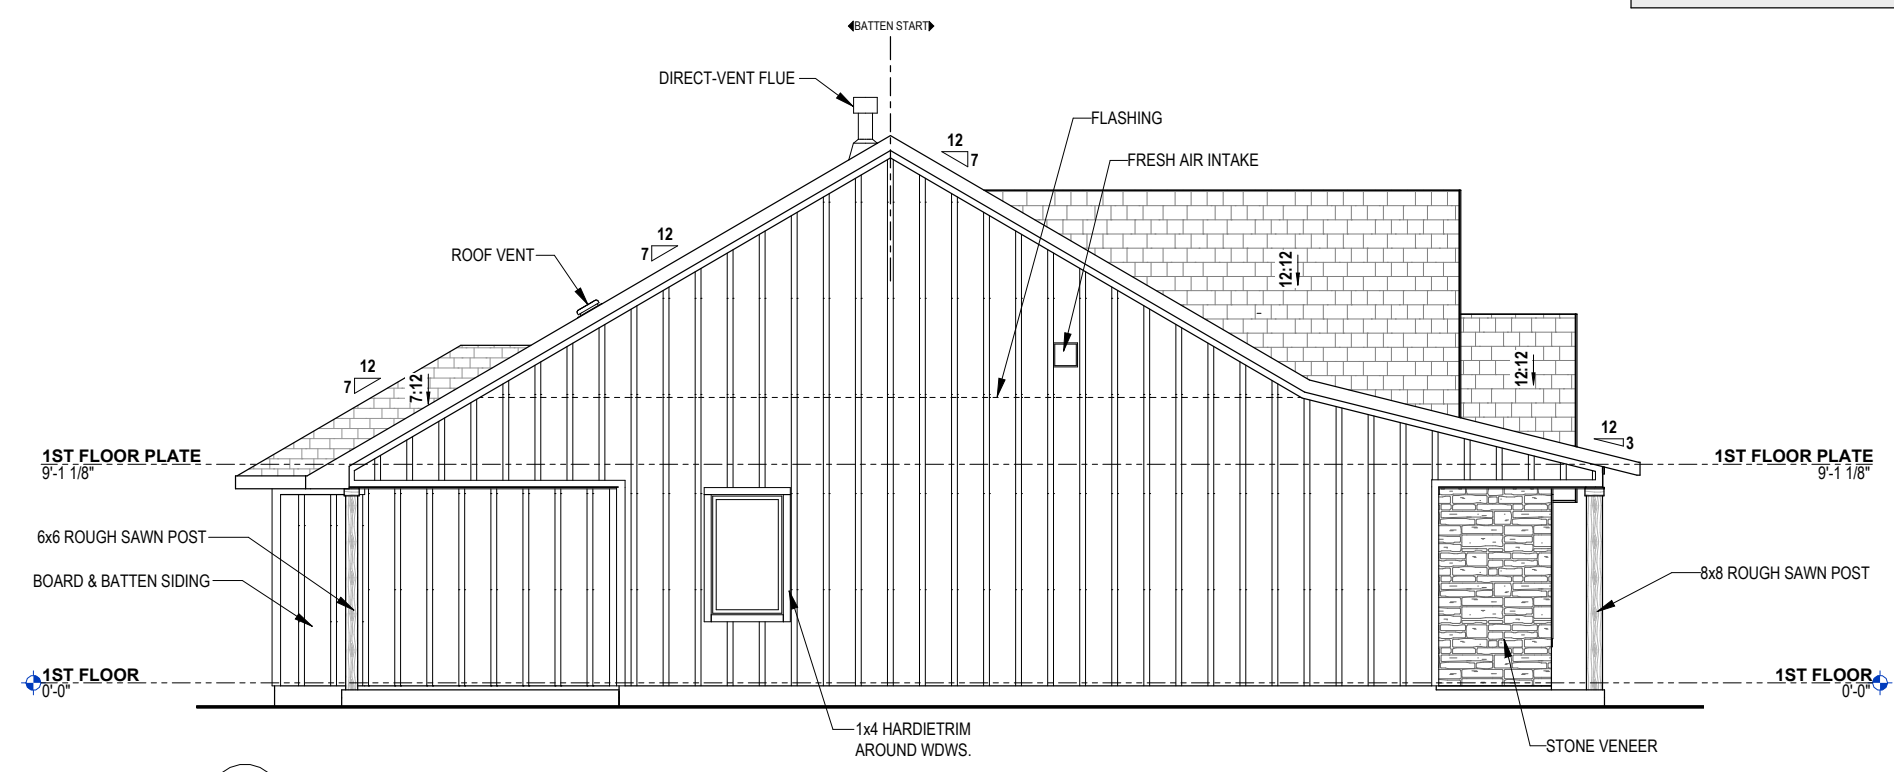 BATTEN START
DIRECT-VENT FLUE
FLASHING
12
7
FRESH AIR INTAKE
12
7
ROOF VENT
12:12
12
7
7:12
12:12
12
3
1ST FLOOR PLATE
9'-1 1/8"
1ST FLOOR PLATE
9'-1 1/8"
6x6 ROUGH SAWN POST
BOARD & BATTEN SIDING
8x8 ROUGH SAWN POST
1ST FLOOR
0'-0"
1ST FLOOR
0'-0"
1x4 HARDIETRIM
AROUND WDWS.
STONE VENEER